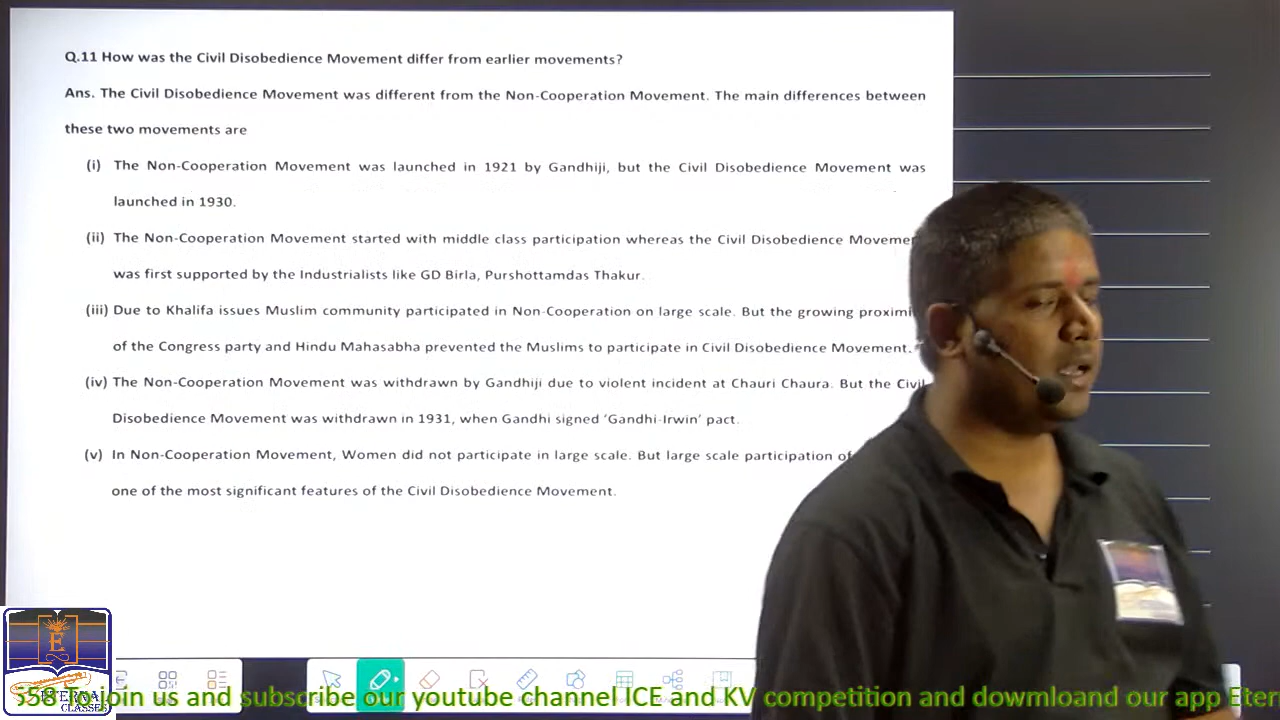 Q.11 How was the Civil Disobedience Movement differ from earlier movements?
Ans. The Civil Disobedience Movement was different from the Non-Cooperation Movement. The main differences between
these two movements are
(i) The Non-Cooperation Movement was launched in 1921 by Gandhiji, but the Civil Disobedience Movement was
launched in 1930.
(ii) The Non-Cooperation Movement started with middle class participation whereas the Civil Disobedience Movemen
was first supported by the Industrialists like GD Birla, Purshottamdas Thakur.
(iii) Due to Khalifa issues Muslim community participated in Non-Cooperation on large scale. But the growing proximi
of the Congress party and Hindu Mahasabha prevented the Muslims to participate in Civil Disobedience Movement.
(iv) The Non-Cooperation Movement was withdrawn by Gandhiji due to violent incident at Chauri Chaura. But the Civil
Disobedience Movement was withdrawn in 1931, when Gandhi signed ‘Gandhi-Irwin’ pact.
(v) In Non-Cooperation Movement, Women did not participate in large scale. But large scale participation of
one of the most significant features of the Civil Disobedience Movement.
E
ETERNAL
CLASSES
558 To join us and subscribe our youtube channel ICE and KV competition and dowmloand our app Eter